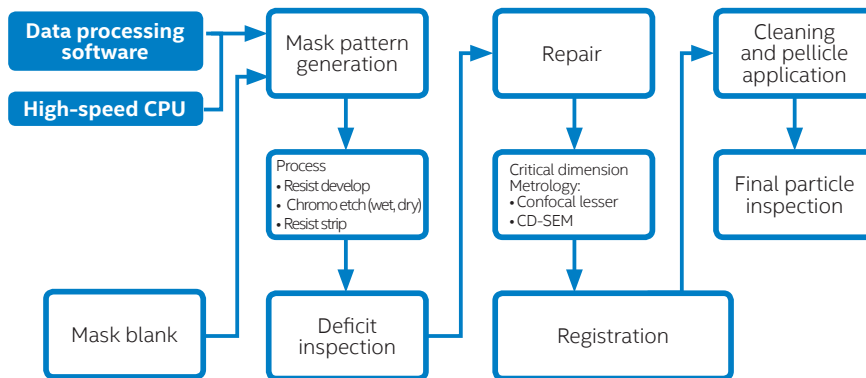 Data processing
software
High-speed CPU
Mask blank
Mask pattern
generation
Process
• Resist develop
• Chromo etch (wet, dry)
• Resist strip
Deficit
inspection
Repair
Critical dimension
Metrology:
• Confocal lesser
• CD-SEM
Registration
Cleaning
and pellicle
application
Final particle
inspection